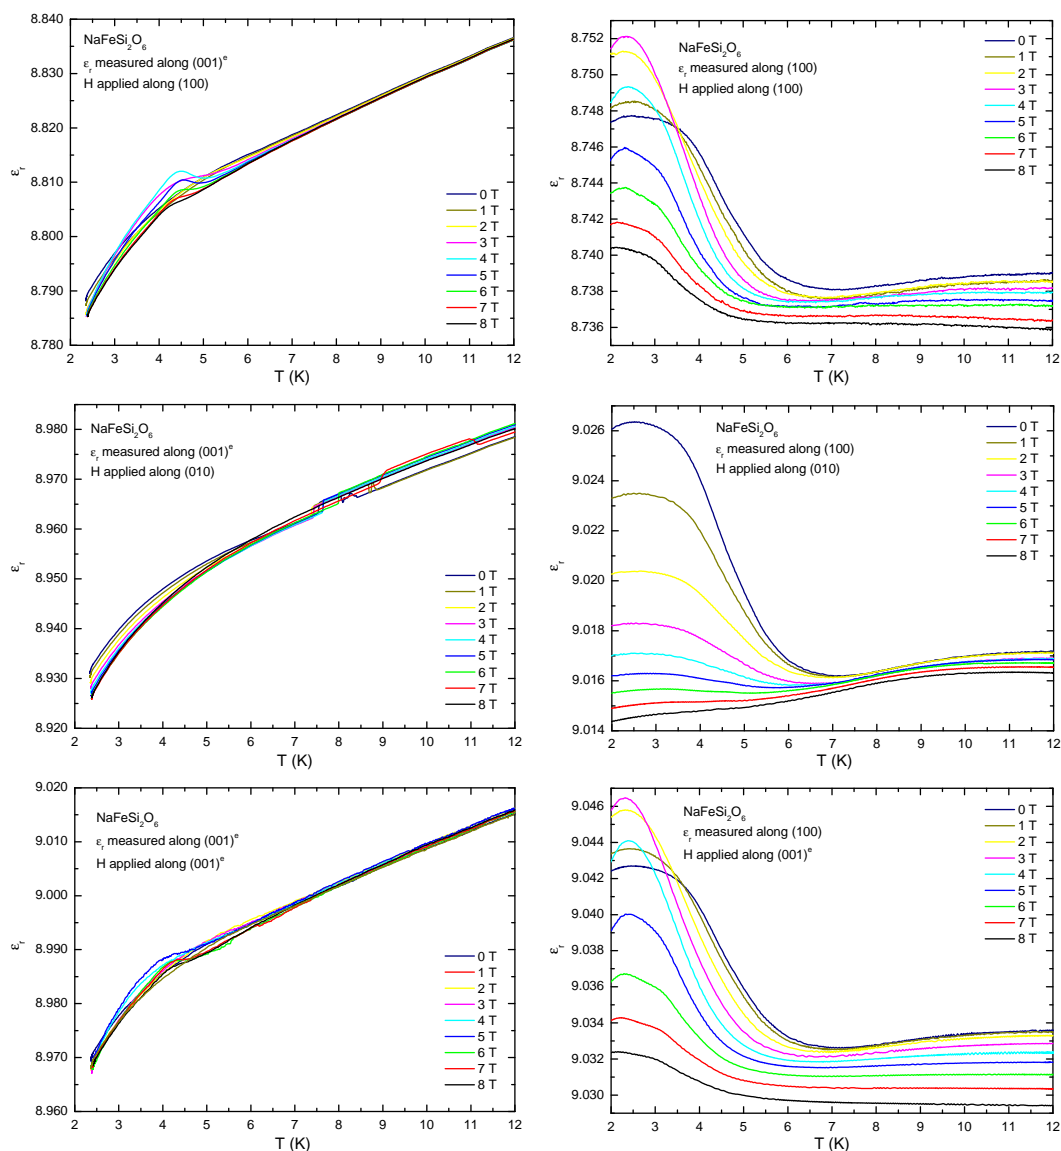 NaFeSi2O6
εr measured along (001)e
H applied along (100)
εr
8.840
8.830
8.820
8.810
8.800
8.790
8.780
0 T
1 T
2 T
3 T
4 T
5 T
6 T
7 T
8 T
2 3 4 5 6 7 8 9 10 11 12
T (K)
NaFeSi2O6
εr measured along (100)
H applied along (100)
εr
8.752
8.750
8.748
8.746
8.744
8.742
8.740
8.738
8.736
0 T
1 T
2 T
3 T
4 T
5 T
6 T
7 T
8 T
2 3 4 5 6 7 8 9 10 11 12
T (K)
NaFeSi2O6
εr measured along (001)e
H applied along (010)
εr
8.980
8.970
8.960
8.950
8.940
8.930
8.920
0 T
1 T
2 T
3 T
4 T
5 T
6 T
7 T
8 T
2 3 4 5 6 7 8 9 10 11 12
T (K)
NaFeSi2O6
εr measured along (100)
H applied along (010)
εr
9.026
9.024
9.022
9.020
9.018
9.016
9.014
0 T
1 T
2 T
3 T
4 T
5 T
6 T
7 T
8 T
2 3 4 5 6 7 8 9 10 11 12
T (K)
NaFeSi2O6
εr measured along (001)e
H applied along (001)e
εr
9.020
9.010
9.000
8.990
8.980
8.970
8.960
0 T
1 T
2 T
3 T
4 T
5 T
6 T
7 T
8 T
2 3 4 5 6 7 8 9 10 11 12
T (K)
NaFeSi2O6
εr measured along (100)
H applied along (001)e
εr
9.046
9.044
9.042
9.040
9.038
9.036
9.034
9.032
9.030
0 T
1 T
2 T
3 T
4 T
5 T
6 T
7 T
8 T
2 3 4 5 6 7 8 9 10 11 12
T (K)